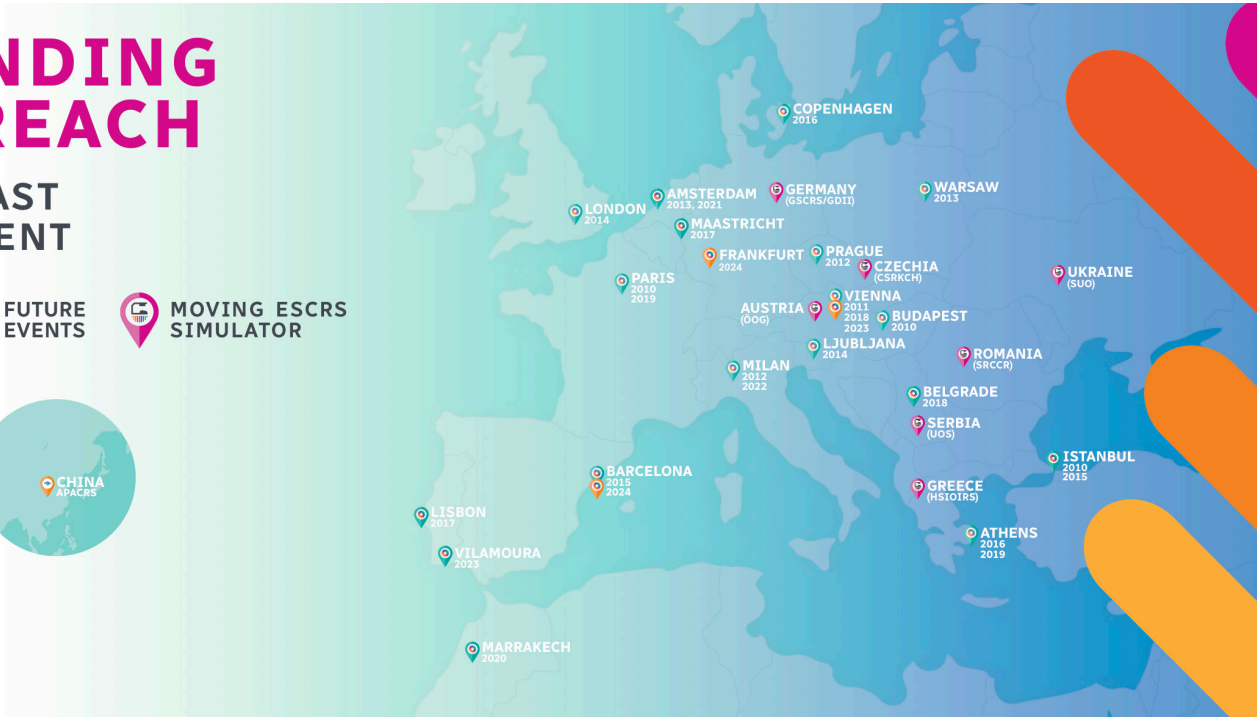 NDING
REACH
AST
ENT
FUTURE
EVENTS
MOVING ESCRS
SIMULATOR
CHINA
APACRS
COPENHAGEN
2016
AMSTERDAM
2013, 2021
GERMANY
(GSCRS/GDII)
WARSAW
2013
LONDON
2014
MAASTRICHT
2017
FRANKFURT
2024
PRAGUE
2012
CZECHIA
(CSRKCH)
UKRAINE
(SUO)
PARIS
2010
2019
AUSTRIA
(ÖOG)
VIENNA
2011
2018
2023
BUDAPEST
2010
LJUBLJANA
2014
ROMANIA
(SRCCR)
MILAN
2012
2022
BELGRADE
2018
SERBIA
(UOS)
ISTANBUL
2010
2015
BARCELONA
2015
2024
GREECE
(HSIOIRS)
LISBON
2017
ATHENS
2016
2019
VILAMOURA
2023
MARRAKECH
2020